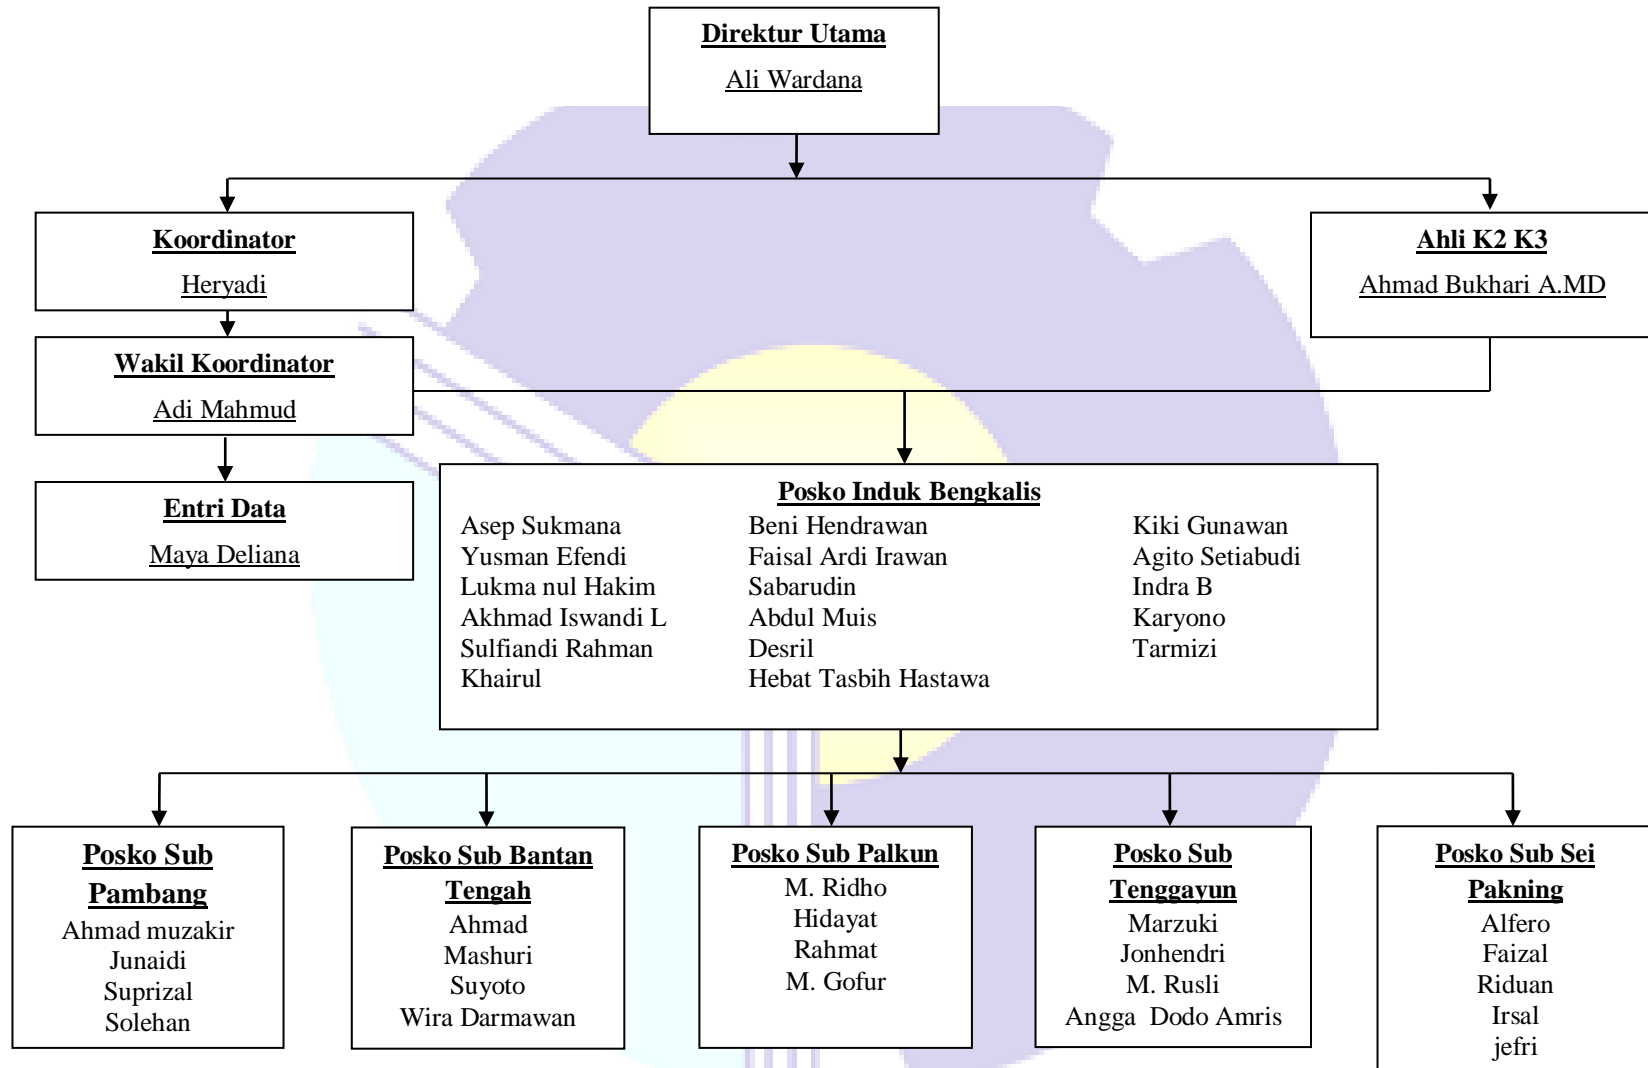 Direktur Utama
Ali Wardana
Koordinator
Heryadi
Ahli K2 K3
Ahmad Bukhari A.MD
Wakil Koordinator
Adi Mahmud
Entri Data
Maya Deliana
Posko Induk Bengkalis
Asep Sukmana
Yusman Efendi
Lukma nul Hakim
Akhmad Iswandi L
Sulfiandi Rahman
Khairul
Beni Hendrawan
Faisal Ardi Irawan
Sabarudin
Abdul Muis
Desril
Hebat Tasbih Hastawa
Kiki Gunawan
Agito Setiabudi
Indra B
Karyono
Tarmizi
Posko Sub
Pambang
Ahmad muzakir
Junaidi
Suprizal
Solehan
Posko Sub Bantan
Tengah
Ahmad
Mashuri
Suyoto
Wira Darmawan
Posko Sub Palkun
M. Ridho
Hidayat
Rahmat
M. Gofur
Posko Sub
Tenggayun
Marzuki
Jonhendri
M. Rusli
Angga  Dodo Amris
Posko Sub Sei
Pakning
Alfero
Faizal
Riduan
Irsal
jefri